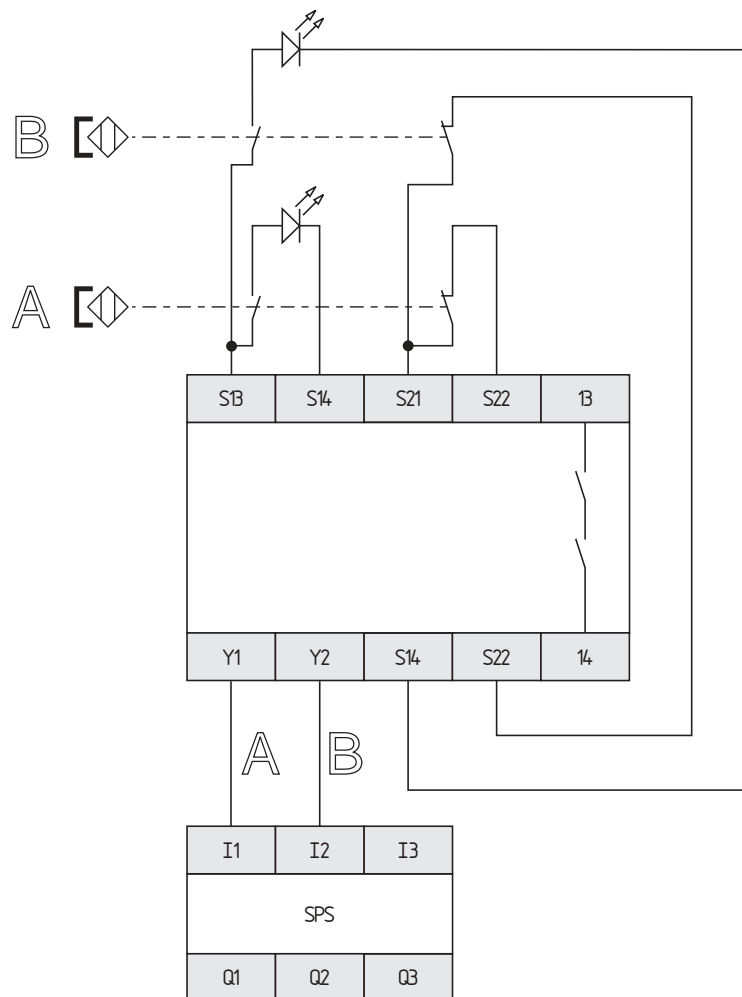 B
A
S13 S14 S21 S22 13
Y1 Y2 S14 S22 14
A B
I1 I2 I3
SPS
Q1 Q2 Q3